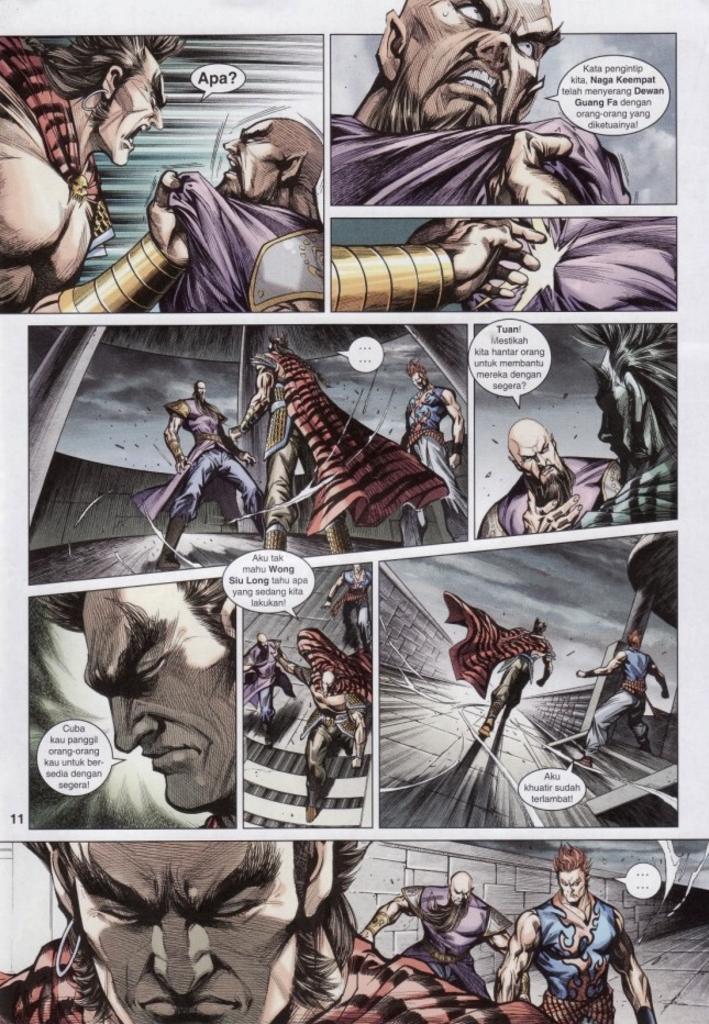 Apa?
Kata pengintip
kita, Naga Keempat
telah menyerang Dewan
Guang Fa dengan
orang-orang yang
diketuainya!
...
...
Tuan!
Mestikah
kita hantar orang
untuk membantu
mereka dengan
segera?
Cuba
kau panggil
orang-orang
kau untuk ber-
sedia dengan
segera!
Aku tak
mahu Wong
Siu Long tahu apa
yang sedang kita
lakukan!
Aku
khuatir sudah
terlambat!
11
...
...